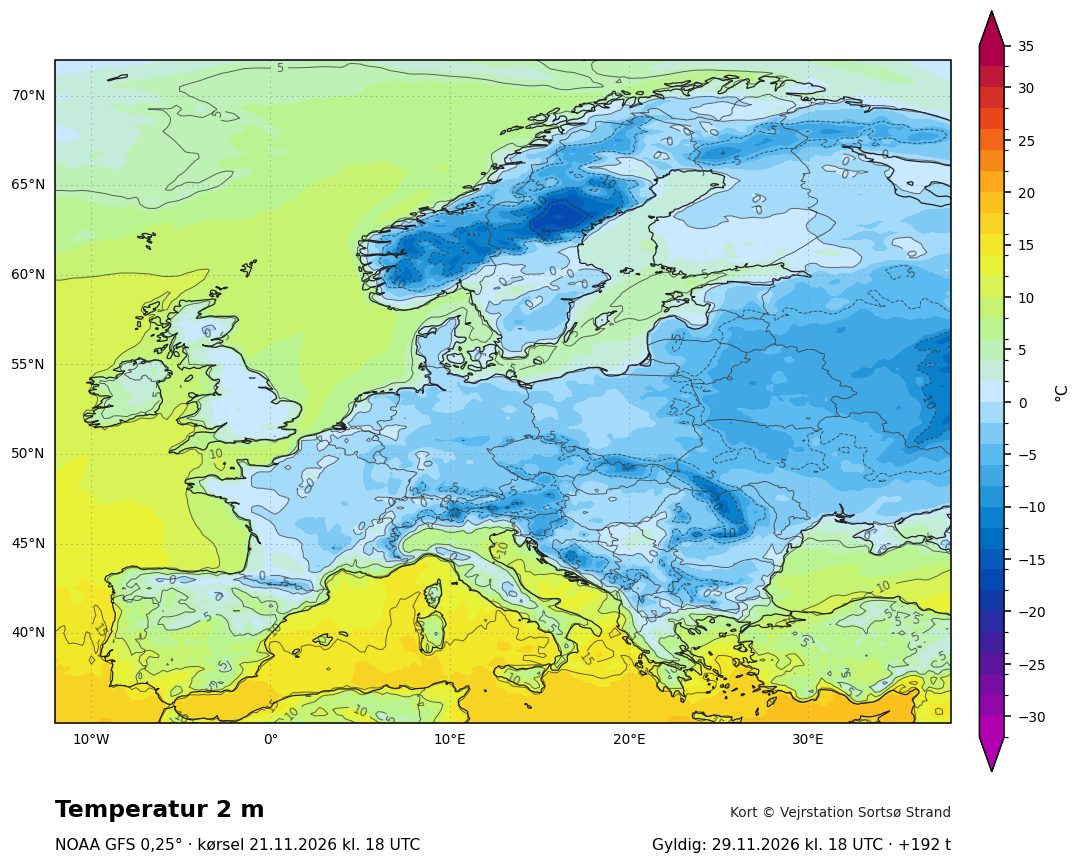 35
30
25
20
15
10
5
0
−5
−10
−15
−20
−25
−30
°C
70°N
65°N
60°N
55°N
50°N
45°N
40°N
10°W
0°
10°E
20°E
30°E
Temperatur 2 m
Kort © Vejrstation Sortsø Strand
NOAA GFS 0,25° · kørsel 21.11.2026 kl. 18 UTC
Gyldig: 29.11.2026 kl. 18 UTC · +192 t